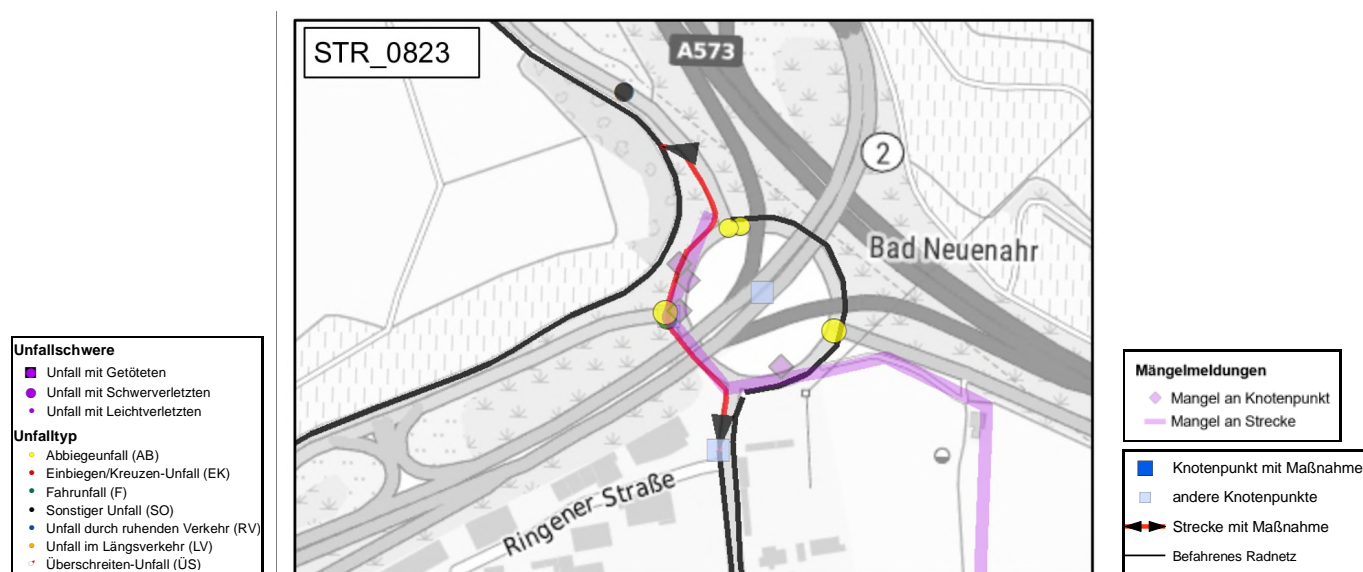 STR_0823
A573
2
Bad Neuenahr
Ringener Straße
Unfallschwere
Unfall mit Getöteten
Unfall mit Schwerverletzten
Unfall mit Leichtverletzten
Unfalltyp
Abbiegeunfall (AB)
Einbiegen/Kreuzen-Unfall (EK)
Fahrunfall (F)
Sonstiger Unfall (SO)
Unfall durch ruhenden Verkehr (RV)
Unfall im Längsverkehr (LV)
Überschreiten-Unfall (ÜS)
Mängelmeldungen
Mangel an Knotenpunkt
Mangel an Strecke
Knotenpunkt mit Maßnahme
andere Knotenpunkte
Strecke mit Maßnahme
Befahrenes Radnetz